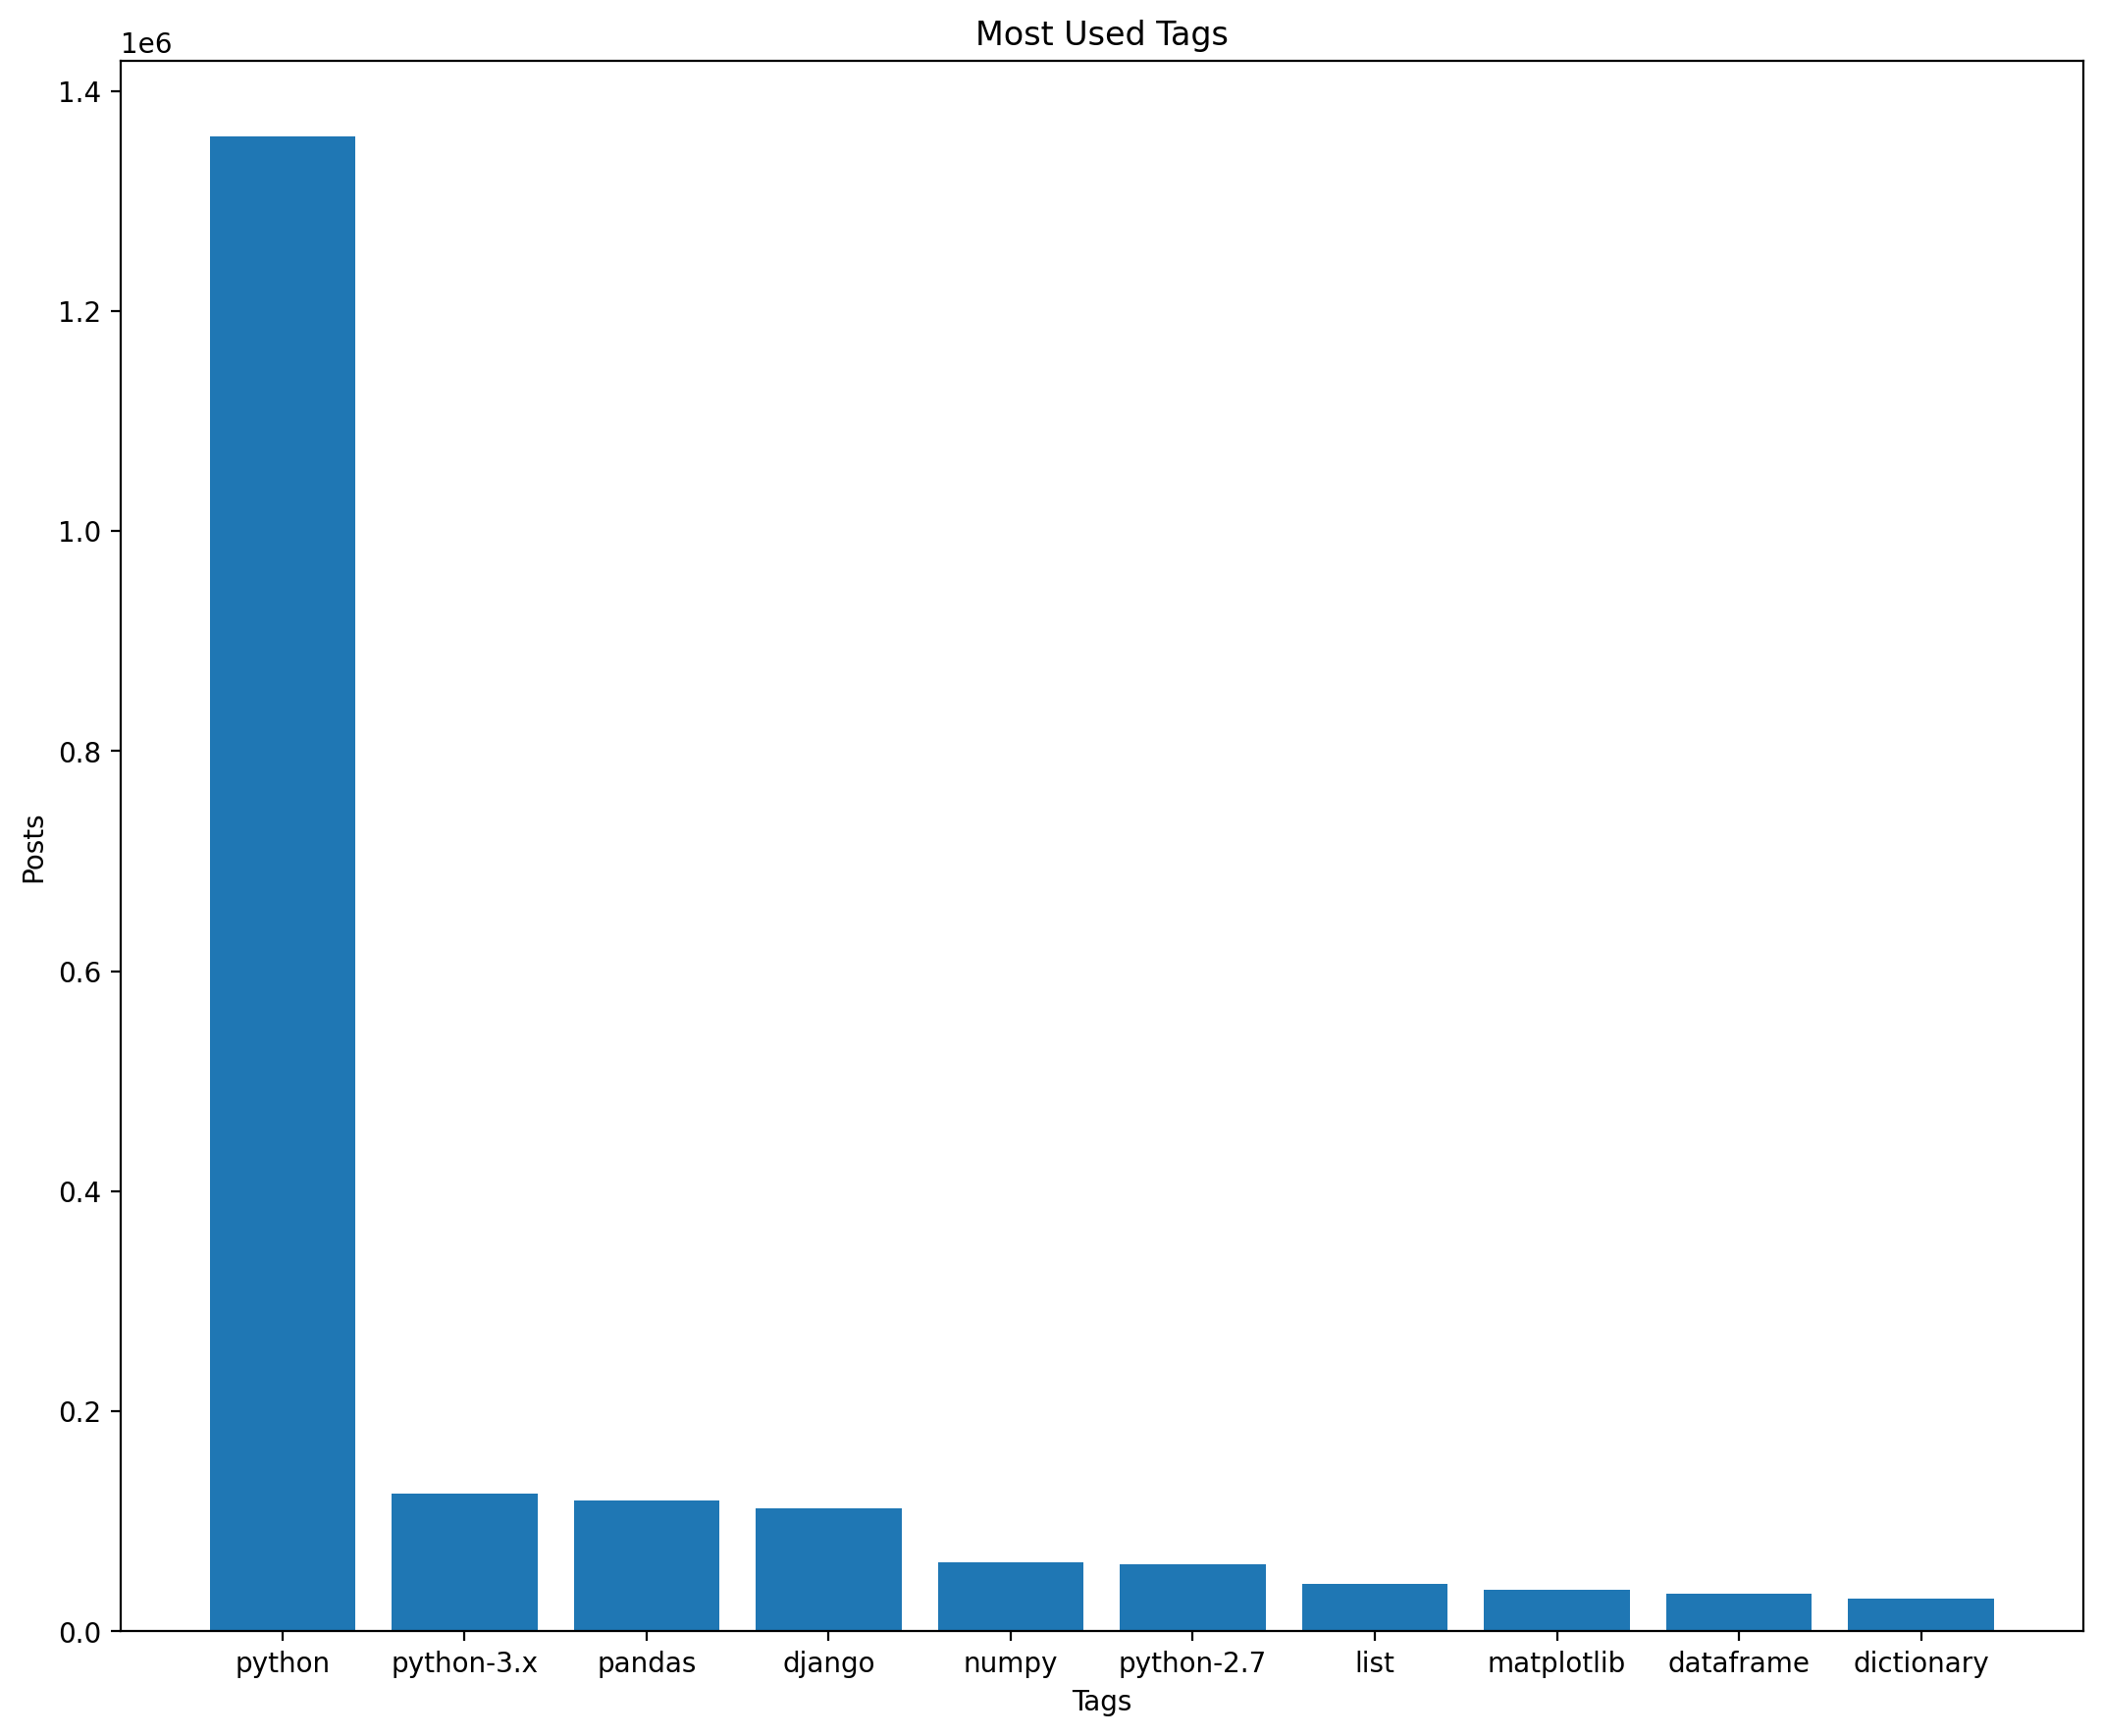 Most Used Tags
1e6
1.4
1.2
1.0
0.8
0.6
0.4
0.2
0.0
Posts
python python-3.x pandas django numpy python-2.7 list matplotlib dataframe dictionary
Tags